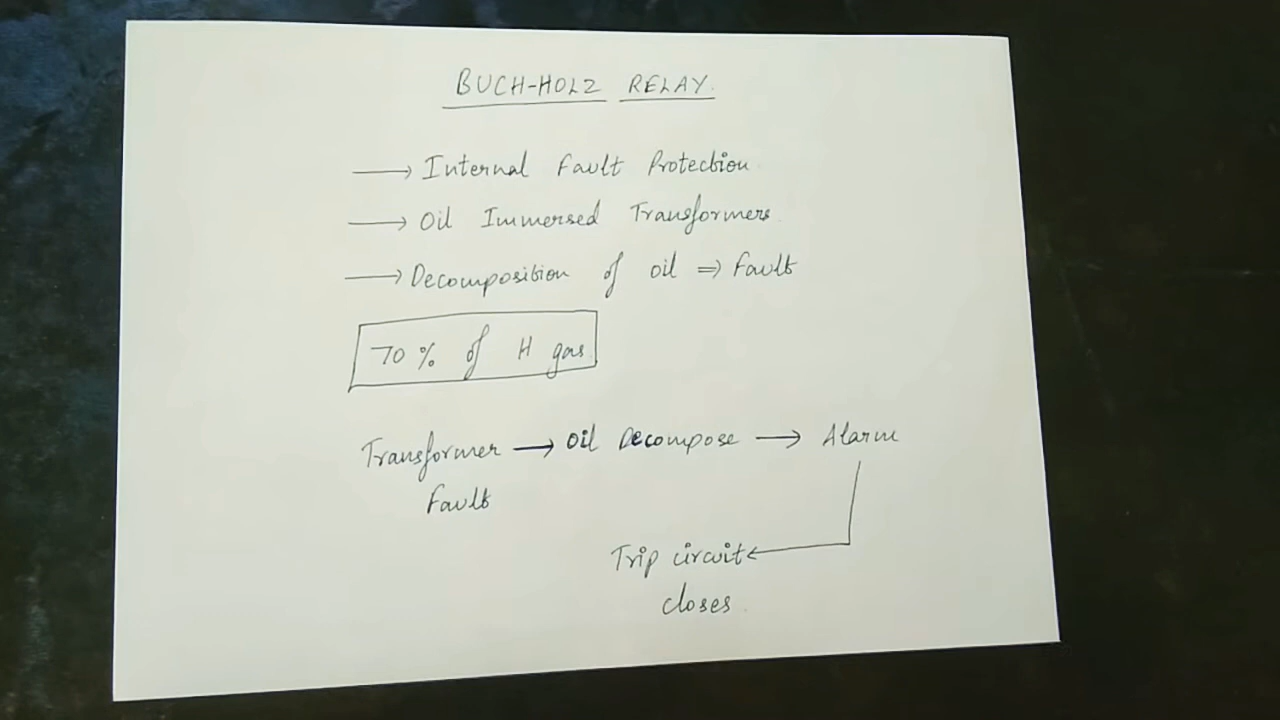 BUCH-HOLZ RELAY.
⟶ Internal Fault Protection
⟶ Oil Immersed Transformers
⟶ Decomposition of oil ⇒ Fault
70% of H gas
Transformer ⟶ Oil Decompose ⟶ Alarm
Fault
Trip circuit
closes